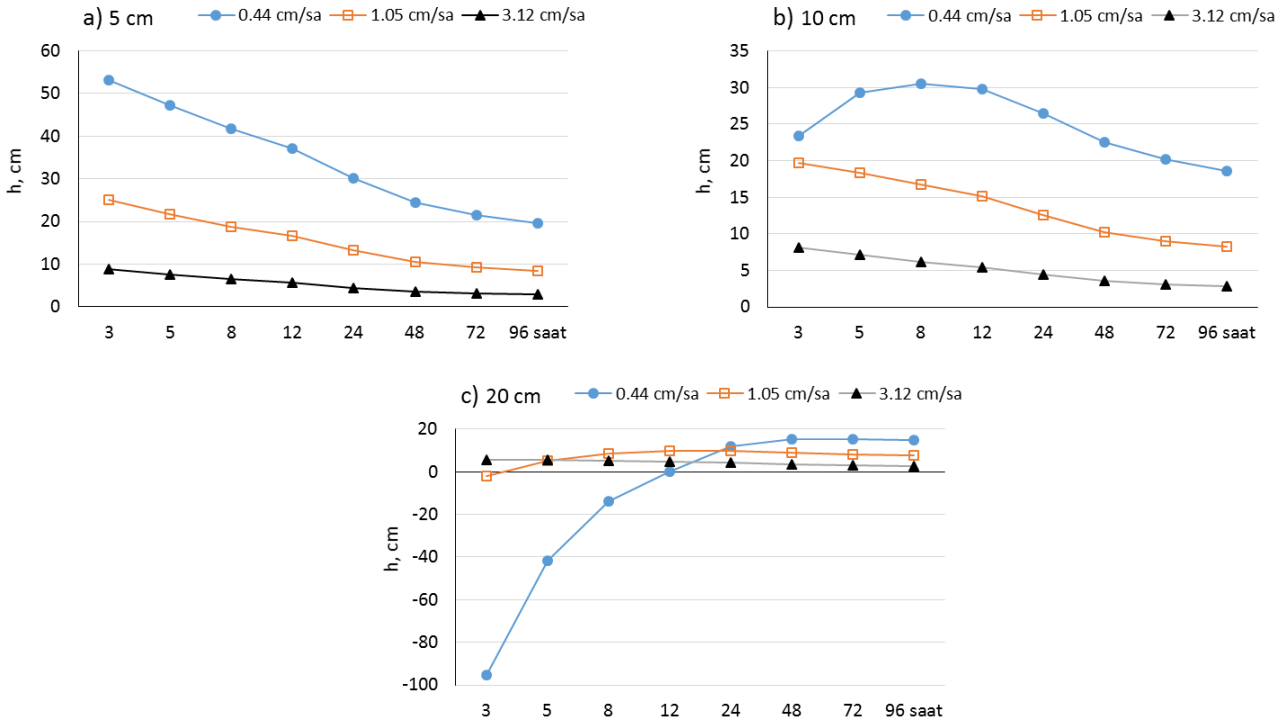 a) 5 cm
0.44 cm/sa 1.05 cm/sa 3.12 cm/sa
60
50
40
30
20
10
0
h, cm
3 5 8 12 24 48 72 96 saat
b) 10 cm
0.44 cm/sa 1.05 cm/sa 3.12 cm/sa
35
30
25
20
15
10
5
0
h, cm
3 5 8 12 24 48 72 96 saat
c) 20 cm
0.44 cm/sa 1.05 cm/sa 3.12 cm/sa
20
0
-20
-40
-60
-80
-100
h, cm
3 5 8 12 24 48 72 96 saat